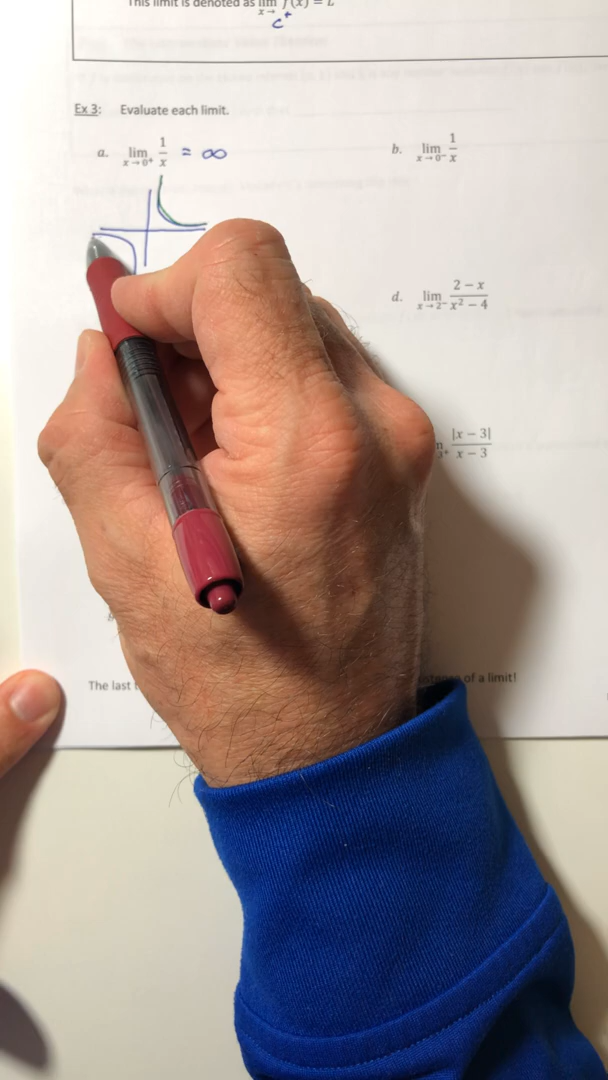 This limit is denoted as lim f(x) = L
x→
c⁺
Ex 3: Evaluate each limit.
a. lim x→0⁺ 1/x = ∞
b. lim x→0⁻ 1/x
d. lim x→2⁻ (2 − x)/(x² − 4)
|x − 3|/(x − 3)
The last
of a limit!